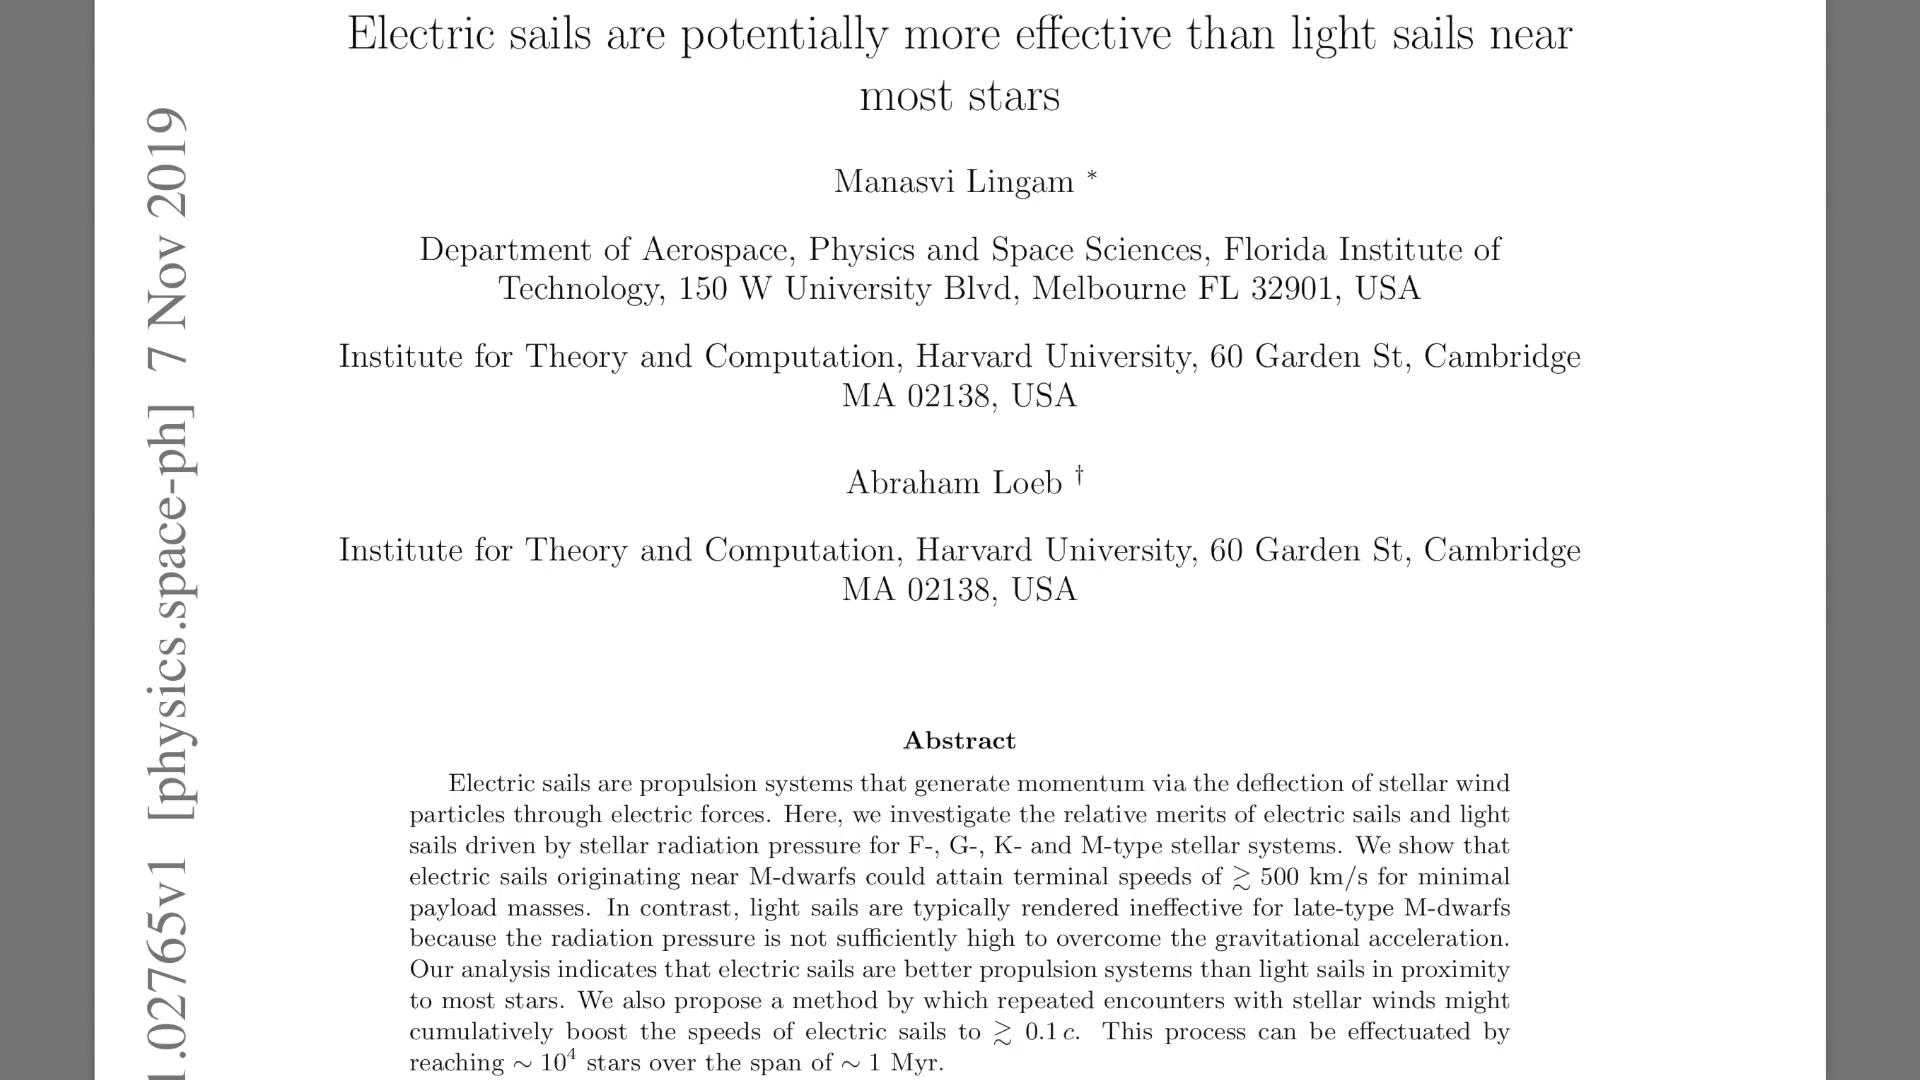 Electric sails are potentially more effective than light sails near
most stars
Manasvi Lingam *
Department of Aerospace, Physics and Space Sciences, Florida Institute of
Technology, 150 W University Blvd, Melbourne FL 32901, USA
Institute for Theory and Computation, Harvard University, 60 Garden St, Cambridge
MA 02138, USA
Abraham Loeb †
Institute for Theory and Computation, Harvard University, 60 Garden St, Cambridge
MA 02138, USA
Abstract
Electric sails are propulsion systems that generate momentum via the deflection of stellar wind
particles through electric forces. Here, we investigate the relative merits of electric sails and light
sails driven by stellar radiation pressure for F-, G-, K- and M-type stellar systems. We show that
electric sails originating near M-dwarfs could attain terminal speeds of ≳ 500 km/s for minimal
payload masses. In contrast, light sails are typically rendered ineffective for late-type M-dwarfs
because the radiation pressure is not sufficiently high to overcome the gravitational acceleration.
Our analysis indicates that electric sails are better propulsion systems than light sails in proximity
to most stars. We also propose a method by which repeated encounters with stellar winds might
cumulatively boost the speeds of electric sails to ≳ 0.1 c. This process can be effectuated by
reaching ∼ 10⁴ stars over the span of ∼ 1 Myr.
1.02765v1 [physics.space-ph] 7 Nov 2019